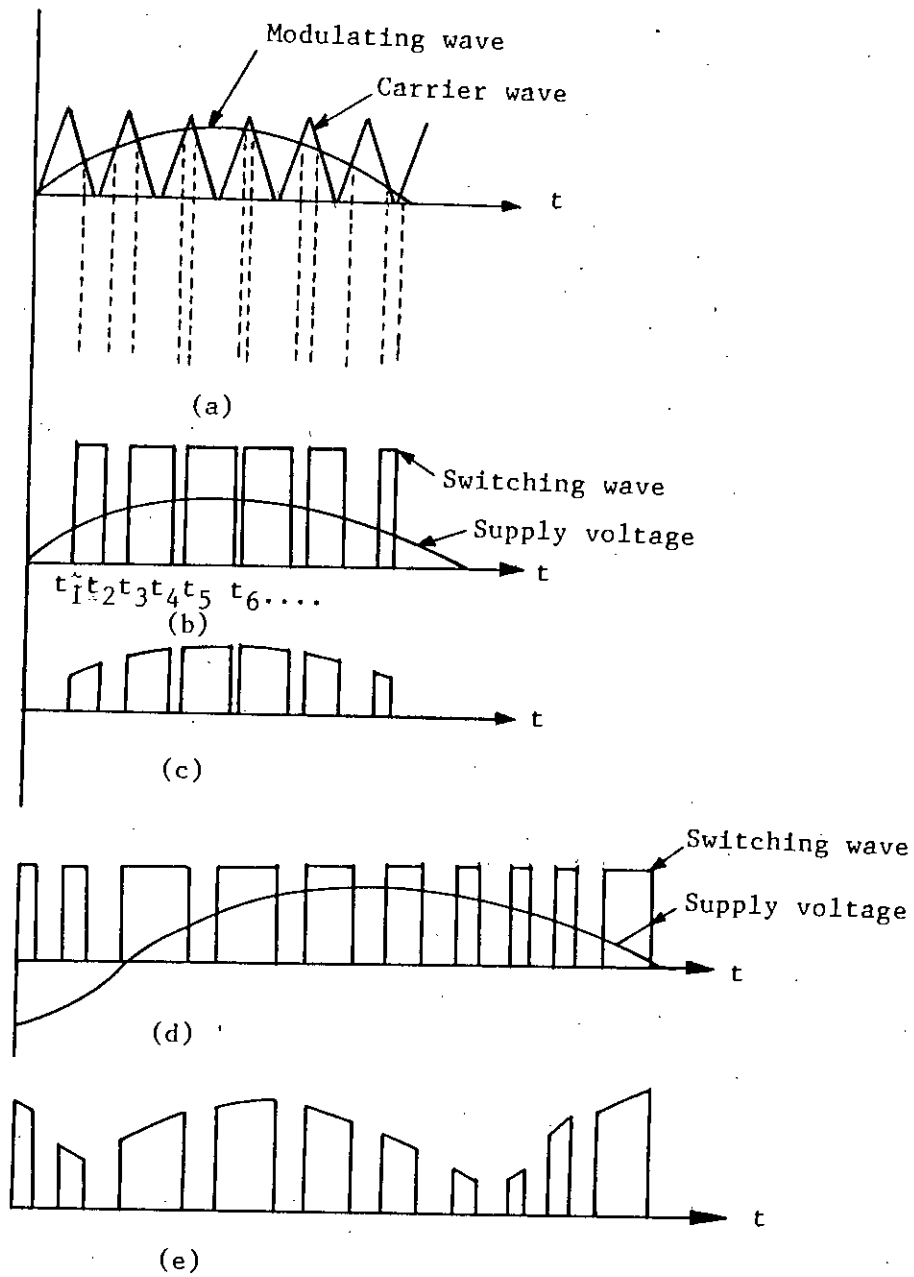 Modulating wave
Carrier wave
t
(a)
Switching wave
Supply voltage
t
t1 t2 t3 t4 t5 t6....
(b)
t
(c)
Switching wave
Supply voltage
t
(d)
t
(e)